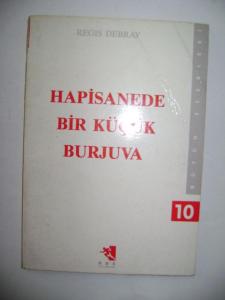 REGIS DEBRAY
HAPİSANEDE
BİR KÜÇÜK
BURJUVA
10